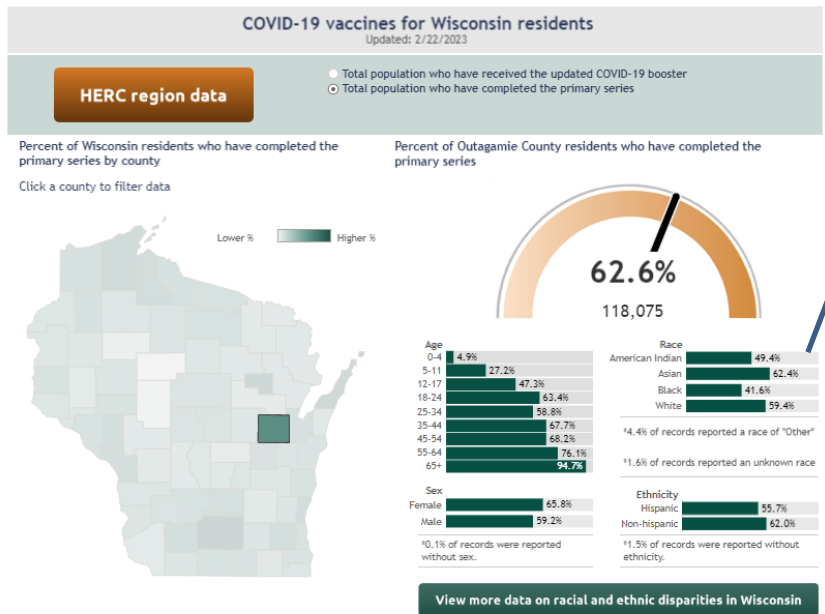 COVID-19 vaccines for Wisconsin residents
Updated: 2/22/2023
HERC region data
Total population who have received the updated COVID-19 booster
Total population who have completed the primary series
Percent of Wisconsin residents who have completed the
primary series by county
Click a county to filter data
Lower %
Higher %
Percent of Outagamie County residents who have completed the
primary series
62.6%
118,075
Age
0-4 4.9%
5-11 27.2%
12-17 47.3%
18-24 63.4%
25-34 58.8%
35-44 67.7%
45-54 68.2%
55-64 76.1%
65+ 94.7%
Sex
Female 65.8%
Male 59.2%
*0.1% of records were reported
without sex.
Race
American Indian 49.4%
Asian 62.4%
Black 41.6%
White 59.4%
*4.4% of records reported a race of "Other"
*1.6% of records reported an unknown race
Ethnicity
Hispanic 55.7%
Non-hispanic 62.0%
*1.5% of records were reported without
ethnicity.
View more data on racial and ethnic disparities in Wisconsin